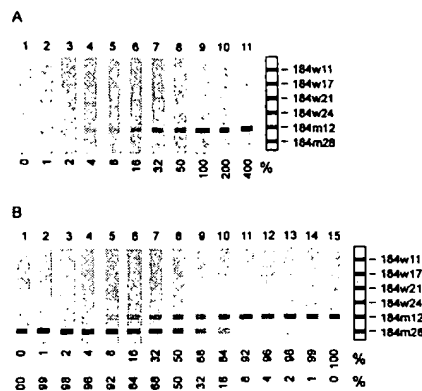 A
1 2 3 4 5 6 7 8 9 10 11
184w11
184w17
184w21
184w24
184m12
184m28
0 1 2 4 8 16 32 50 100 200 400 %
B
1 2 3 4 5 6 7 8 9 10 11 12 13 14 15
184w11
184w17
184w21
184w24
184m12
184m28
0 1 2 4 8 16 32 50 68 84 92 96 98 99 100 %
00 99 98 96 92 84 68 50 32 16 8 4 2 1 0 %